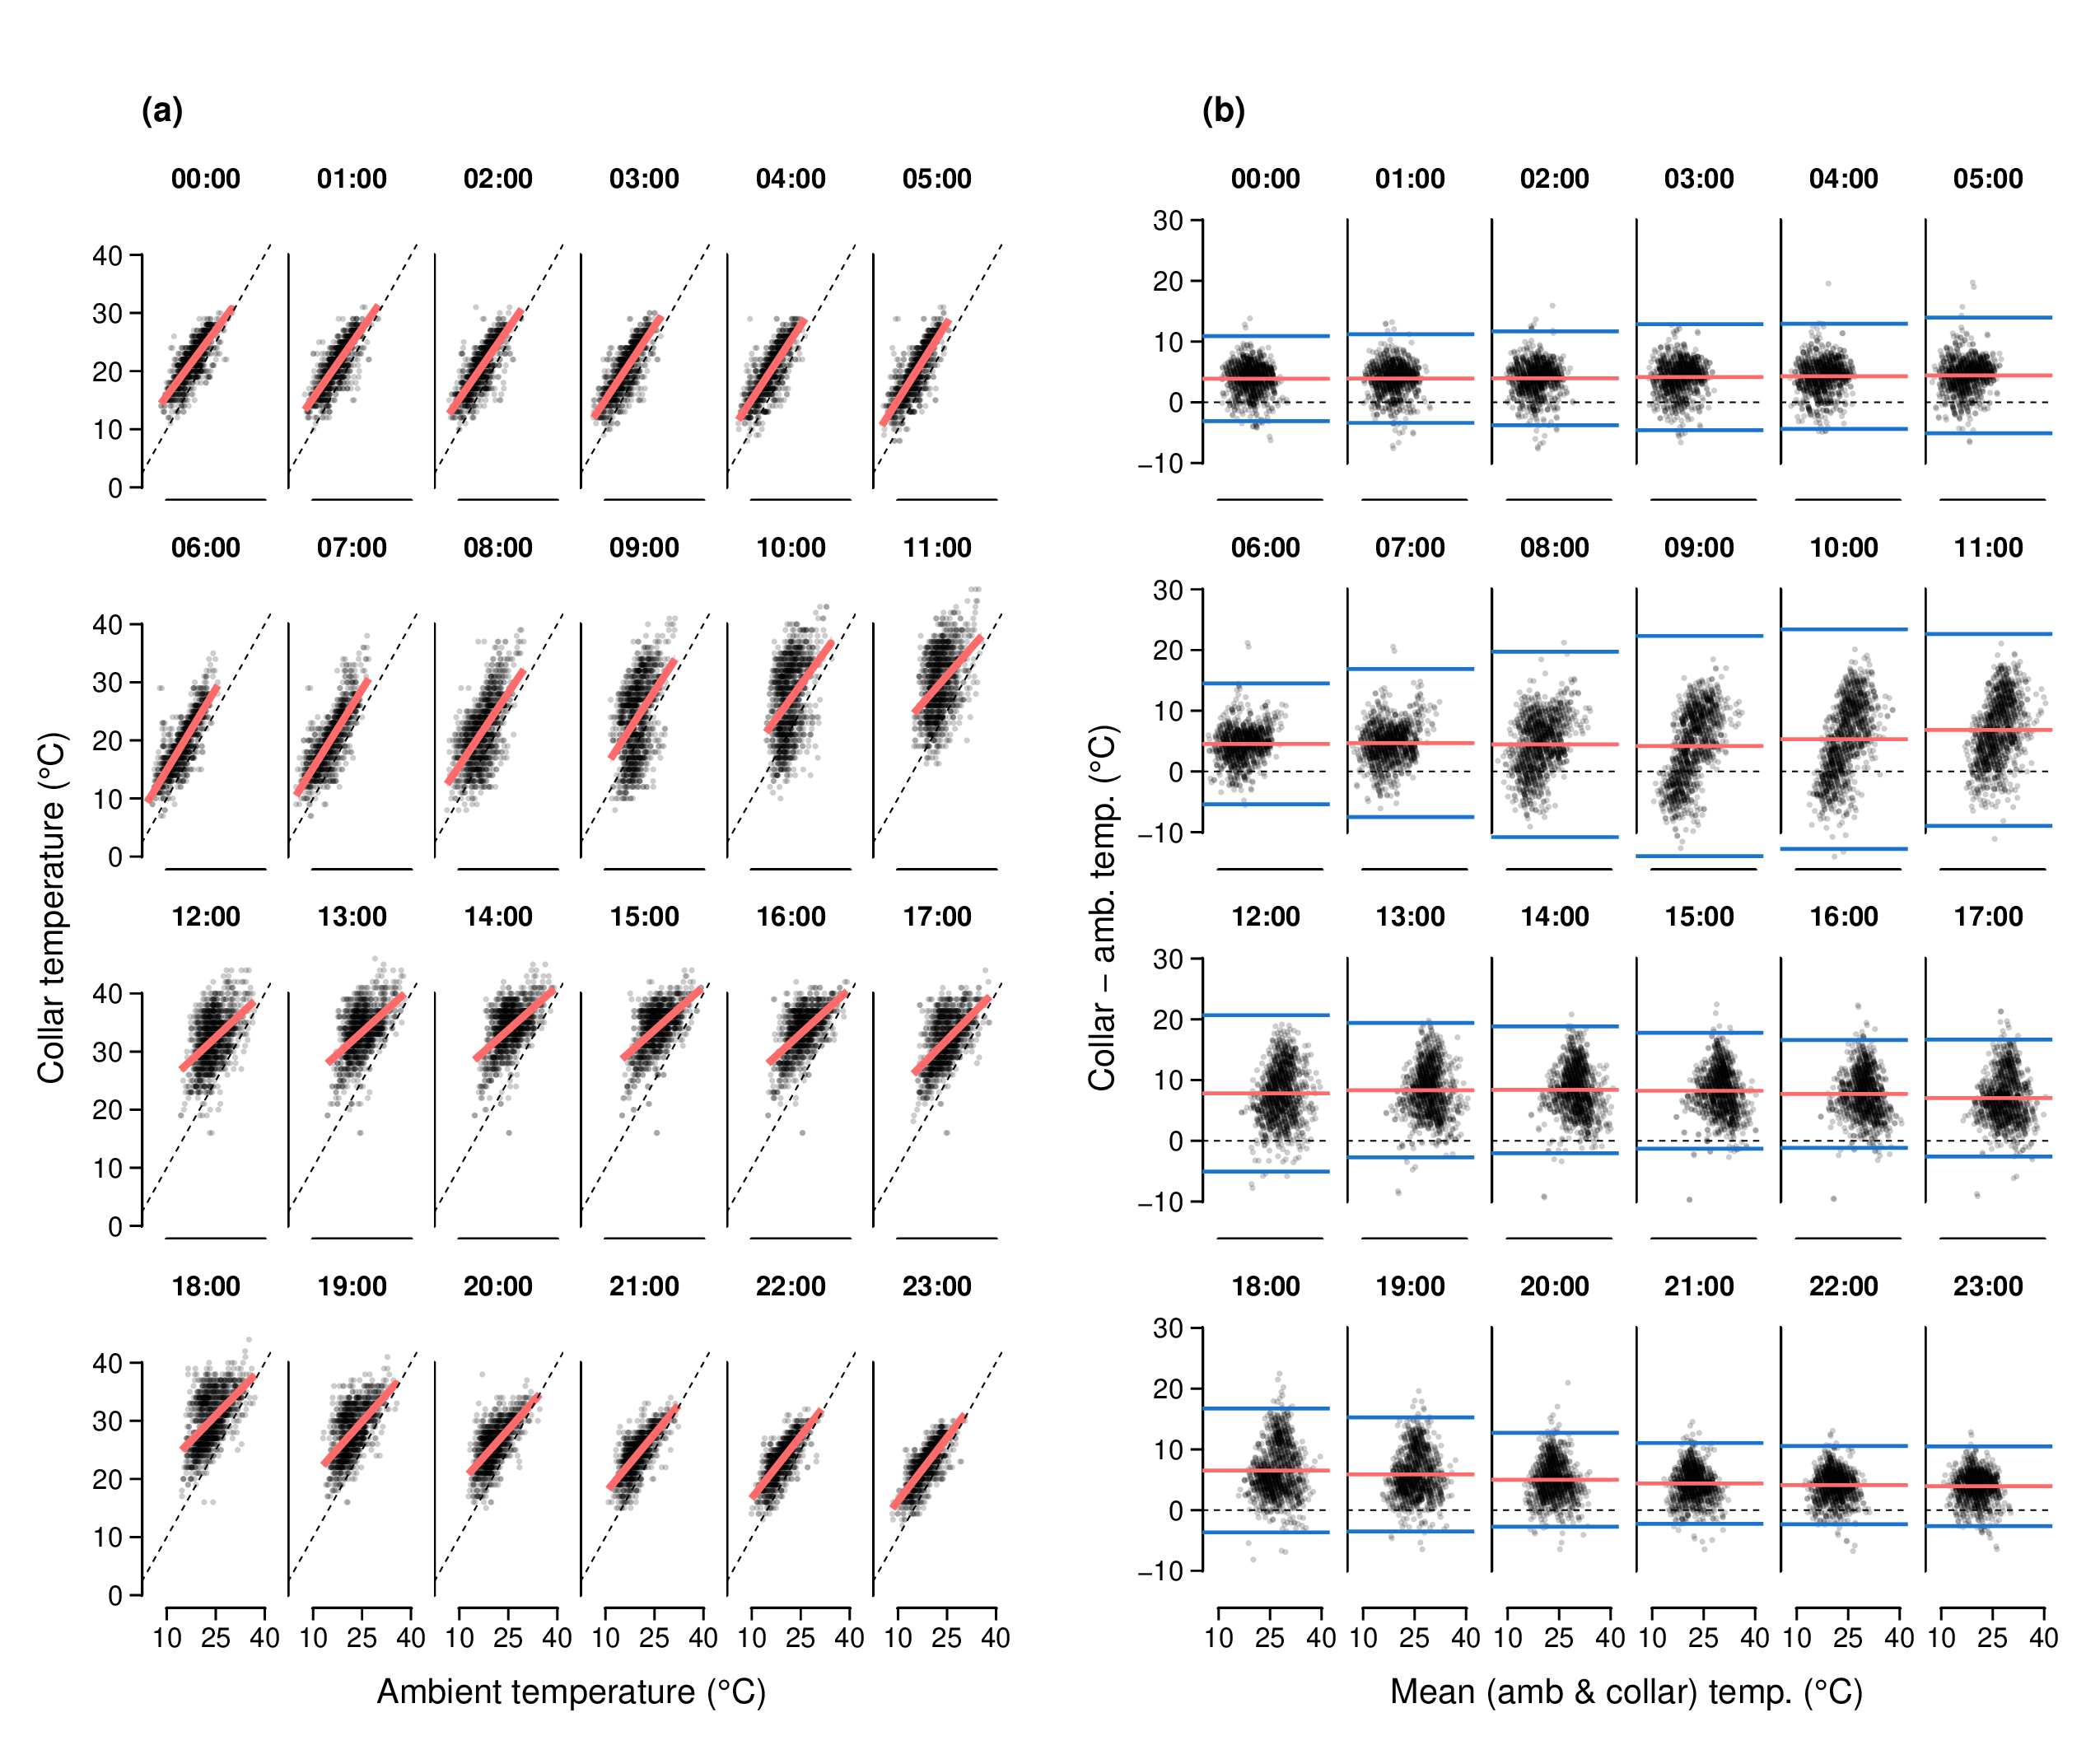 (a)
00:00 01:00 02:00 03:00 04:00 05:00
40
30
20
10
0
06:00 07:00 08:00 09:00 10:00 11:00
40
30
20
10
0
12:00 13:00 14:00 15:00 16:00 17:00
40
30
20
10
0
18:00 19:00 20:00 21:00 22:00 23:00
40
30
20
10
0
10 25 40 10 25 40 10 25 40 10 25 40 10 25 40 10 25 40
Collar temperature (°C)
Ambient temperature (°C)
(b)
00:00 01:00 02:00 03:00 04:00 05:00
30
20
10
0
−10
06:00 07:00 08:00 09:00 10:00 11:00
30
20
10
0
−10
12:00 13:00 14:00 15:00 16:00 17:00
30
20
10
0
−10
18:00 19:00 20:00 21:00 22:00 23:00
30
20
10
0
−10
10 25 40 10 25 40 10 25 40 10 25 40 10 25 40 10 25 40
Collar − amb. temp. (°C)
Mean (amb & collar) temp. (°C)